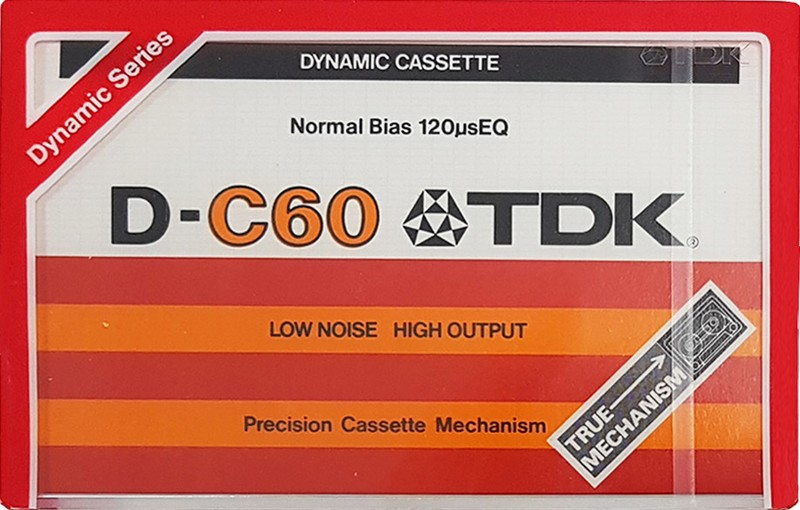 Dynamic Series
TDK
DYNAMIC CASSETTE
Normal Bias 120µsEQ
D-C60 TDK®
LOW NOISE HIGH OUTPUT
Precision Cassette Mechanism
TRUE
MECHANISM